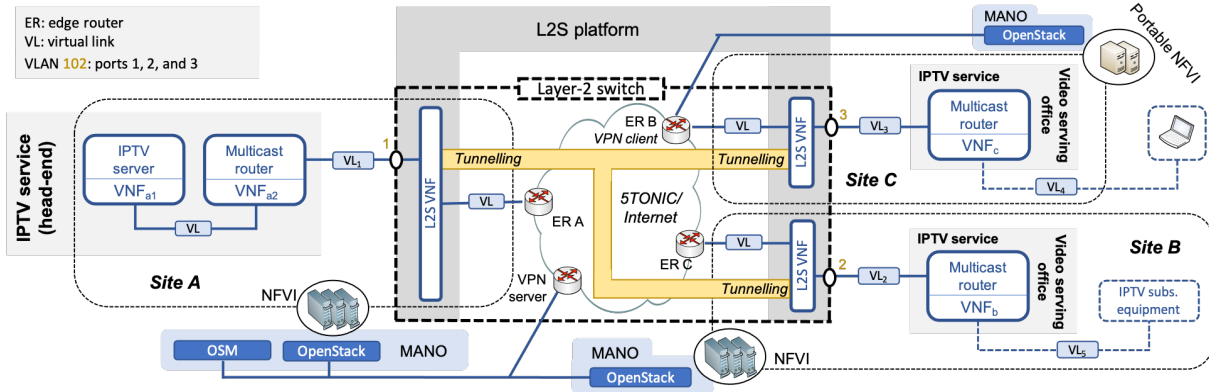 ER: edge router
VL: virtual link
VLAN 102: ports 1, 2, and 3
L2S platform
Layer-2 switch
MANO
OpenStack
Portable NFVI
IPTV service
(head-end)
IPTV
server
VNFa1
Multicast
router
VNFa2
VL
VL1
1
Site A
NFVI
OSM
OpenStack
MANO
L2S VNF
Tunnelling
VL
ER A
VPN
server
5TONIC/
Internet
ER B
VPN client
VL
Tunnelling
L2S VNF
3
Site C
VL3
IPTV service
Multicast
router
VNFc
Video serving
office
VL4
ER C
VL
Tunnelling
L2S VNF
2
VL2
IPTV service
Multicast
router
VNFb
Video serving
office
Site B
IPTV subs.
equipment
VL5
MANO
OpenStack
NFVI